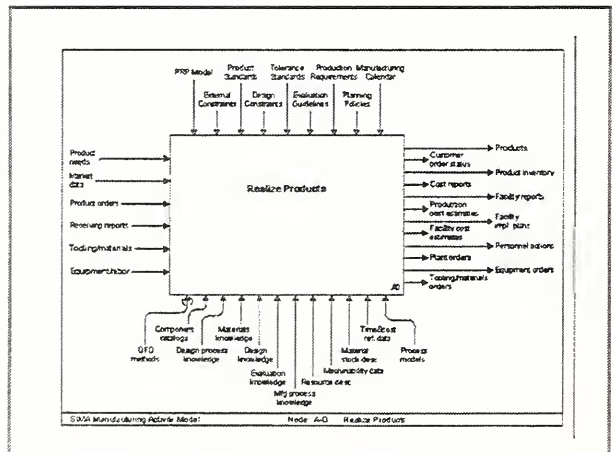 Product Standards
Tolerance Standards
Production Requirements
Manufacturing Calendar
PRP Model
External Constraints
Design Constraints
Evaluation Guidelines
Planning Policies
Product needs
Market data
Product orders
Receiving reports
Tooling/materials
Equipment/labor
Realize Products
A0
Products
Customer order status
Product inventory
Cost reports
Facility reports
Production cost estimates
Facility impl. plans
Facility cost estimates
Personnel actions
Plant orders
Equipment orders
Tooling/materials orders
QFD methods
Component catalogs
Design process knowledge
Materials knowledge
Design knowledge
Evaluation knowledge
Mfg process knowledge
Resource desc
Machinability data
Material stock desc
Time&cost ref. data
Process models
SIMA Manufacturing Activity Model
Node: A-0
Realize Products